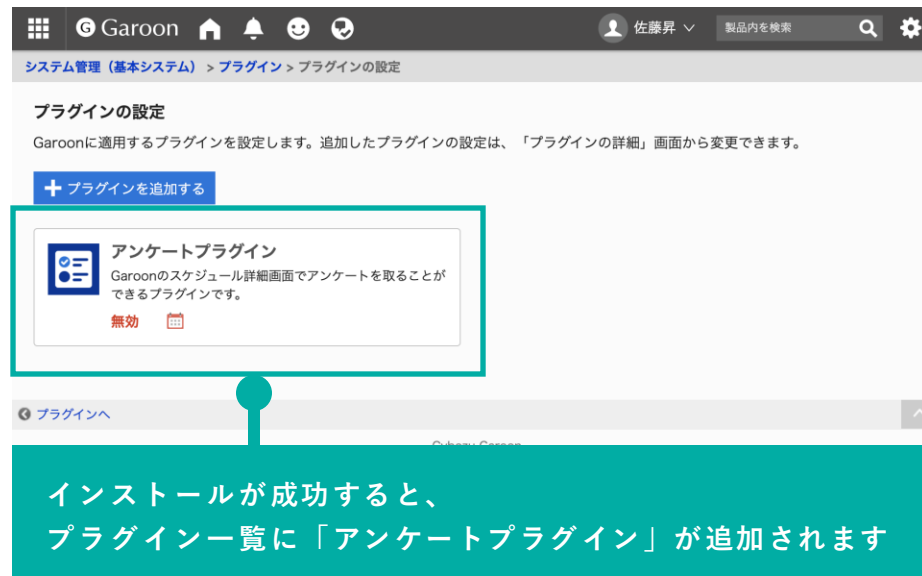 G Garoon
佐藤昇
製品内を検索
システム管理（基本システム） > プラグイン > プラグインの設定
プラグインの設定
Garoonに適用するプラグインを設定します。追加したプラグインの設定は、「プラグインの詳細」画面から変更できます。
プラグインを追加する
アンケートプラグイン
Garoonのスケジュール詳細画面でアンケートを取ることが
できるプラグインです。
無効
プラグインへ
Cybozu Garoon
インストールが成功すると、
プラグイン一覧に「アンケートプラグイン」が追加されます